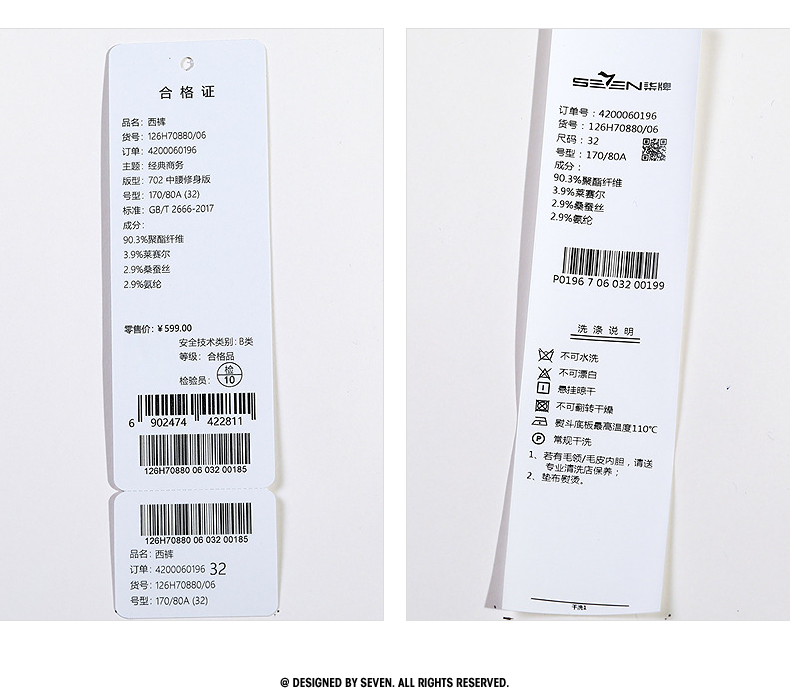 合格证
品名：西裤
货号：126H70880/06
订单：4200060196
主题：经典商务
版型：702 中腰修身版
号型：170/80A (32)
标准：GB/T 2666-2017
成分：
90.3%聚酯纤维
3.9%莱赛尔
2.9%桑蚕丝
2.9%氨纶
零售价：¥599.00
安全技术类别：B类
等级：合格品
检验员：检 10
6 902474 422811
126H70880 06 032 00185
126H70880 06 032 00185
品名：西裤
订单：4200060196 32
货号：126H70880/06
号型：170/80A (32)
SEVEN柒牌
订单号：4200060196
货号：126H70880/06
尺码：32
号型：170/80A
成分：
90.3%聚酯纤维
3.9%莱赛尔
2.9%桑蚕丝
2.9%氨纶
P0196 7 06 032 00199
洗涤说明
不可水洗
不可漂白
悬挂晾干
不可翻转干燥
熨斗底板最高温度110℃
P 常规干洗
1、若有毛领/毛皮内胆，请送
专业清洗店保养；
2、垫布熨烫。
干洗1
@ DESIGNED BY SEVEN. ALL RIGHTS RESERVED.